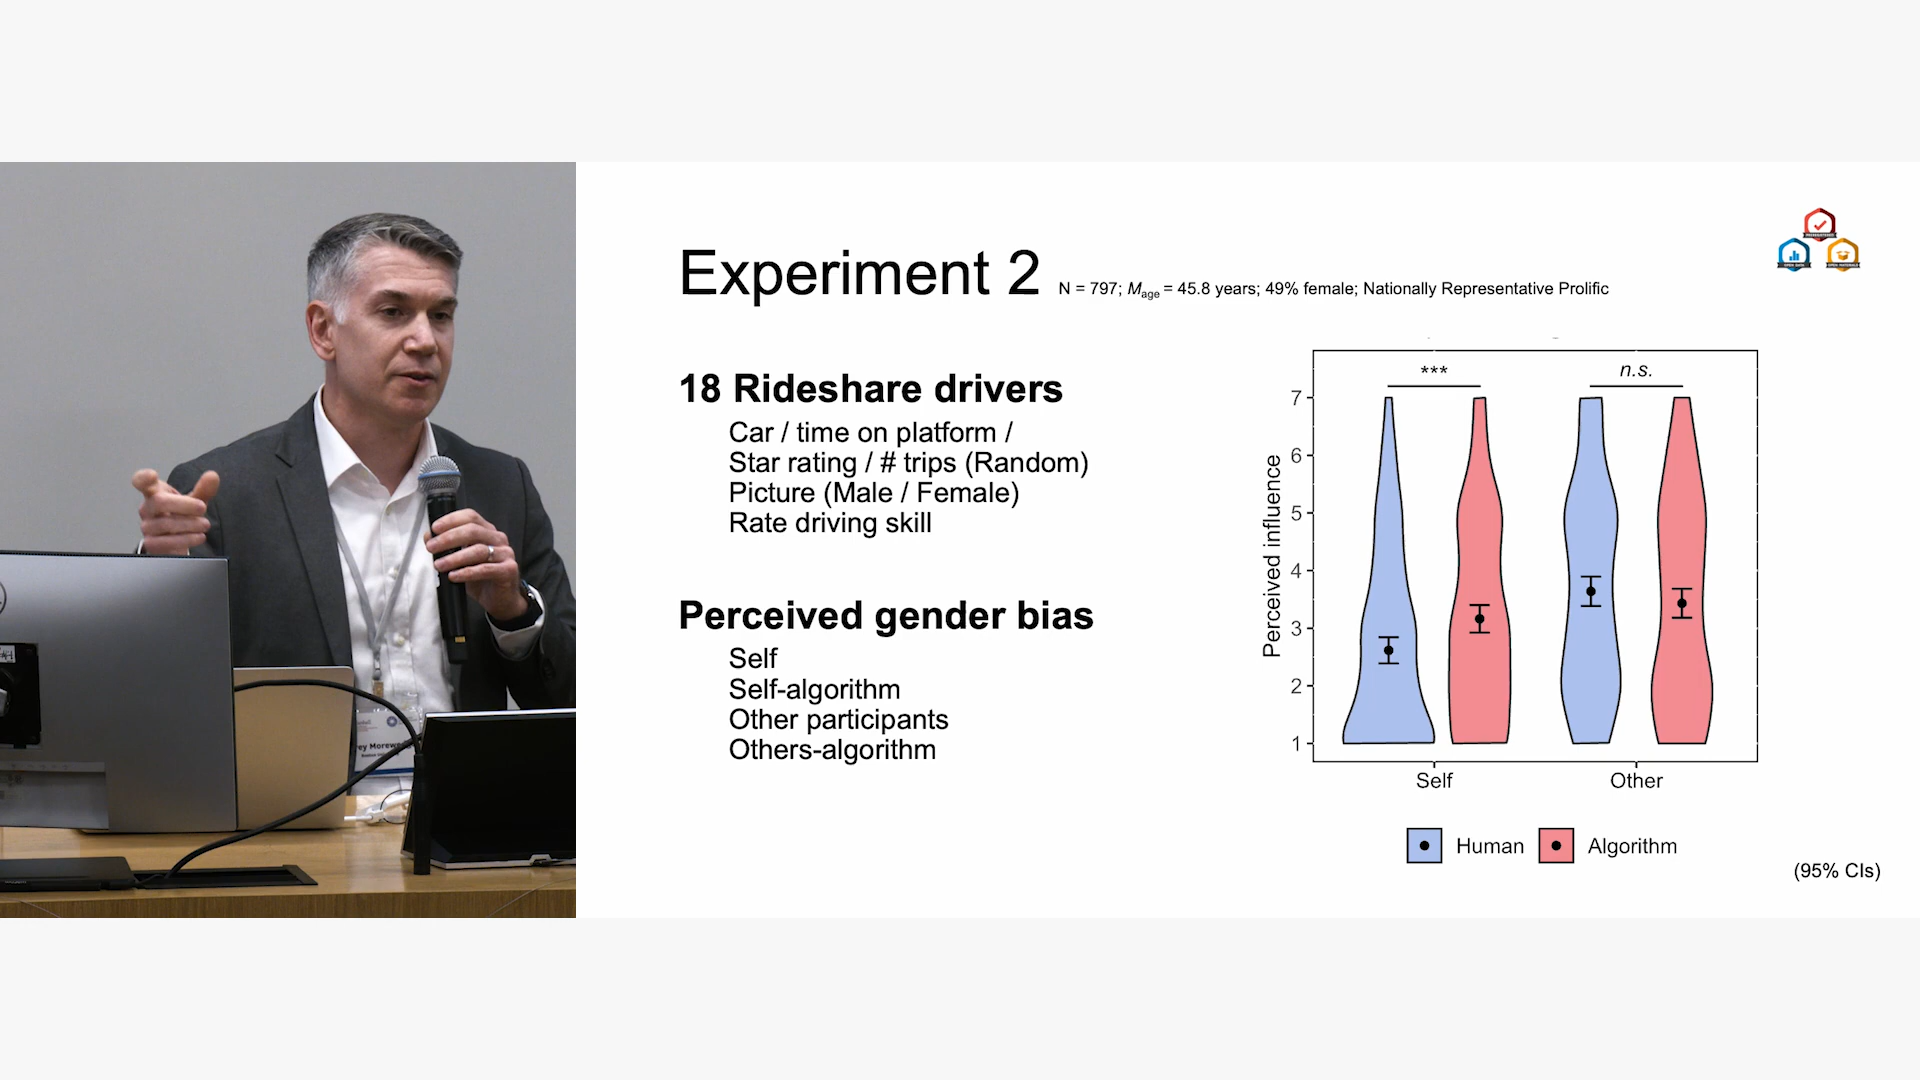 Experiment 2 N = 797; Mage = 45.8 years; 49% female; Nationally Representative Prolific
18 Rideshare drivers
Car / time on platform /
Star rating / # trips (Random)
Picture (Male / Female)
Rate driving skill
Perceived gender bias
Self
Self-algorithm
Other participants
Others-algorithm
*** n.s.
Perceived influence
7
6
5
4
3
2
1
Self Other
Human Algorithm
(95% CIs)